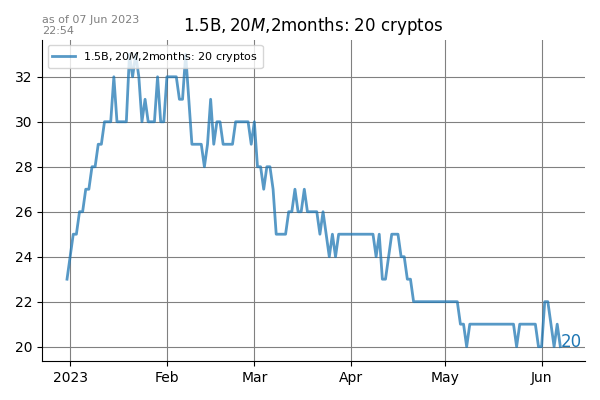 as of 07 Jun 2023
22:54
1.5B, 20M,2months: 20 cryptos
1.5B, 20M,2months: 20 cryptos
32
30
28
26
24
22
20
20
2023
Feb
Mar
Apr
May
Jun